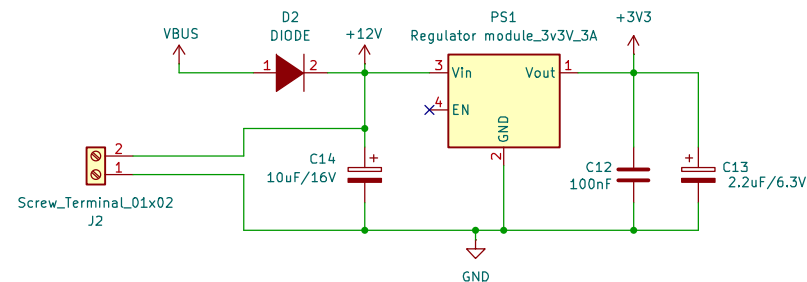 VBUS
D2
DIODE
+12V
PS1
Regulator module_3v3V_3A
+3V3
1
2
3
Vin
Vout
1
4
EN
GND
2
2
1
Screw_Terminal_01x02
J2
C14
10uF/16V
+
C12
100nF
+
C13
2.2uF/6.3V
GND